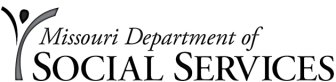 Missouri Department of
SOCIAL SERVICES